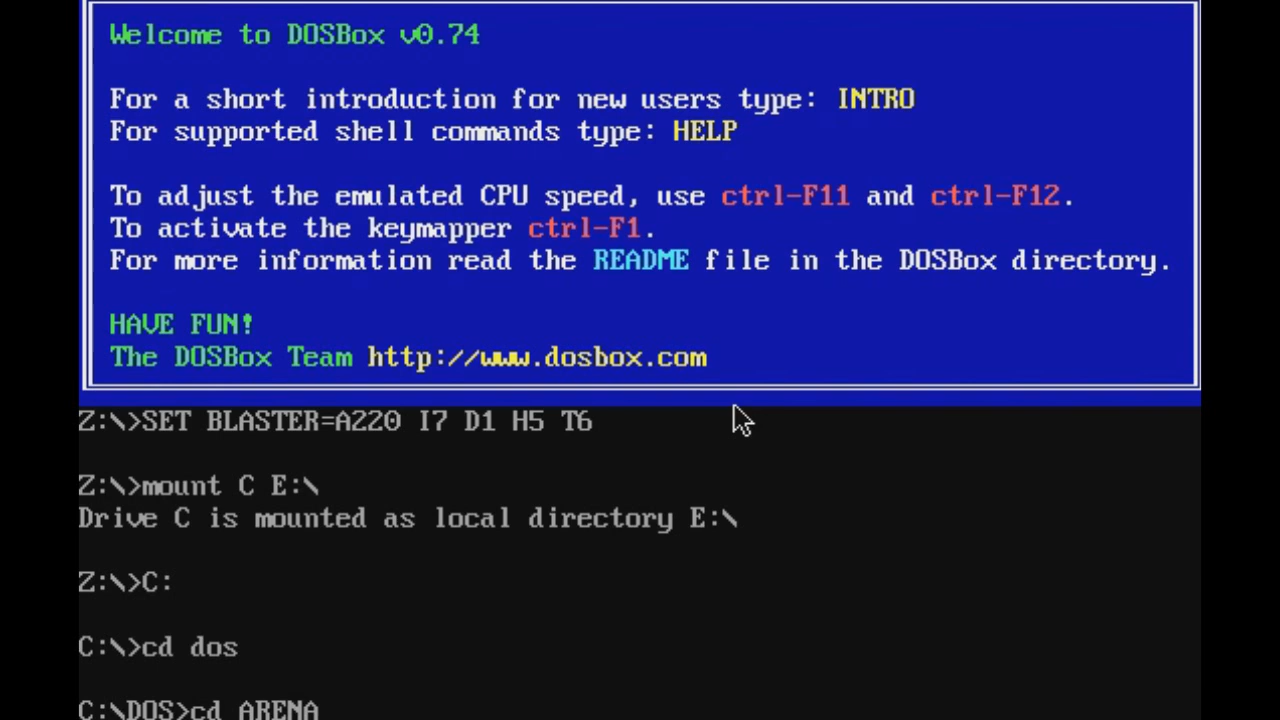 Welcome to DOSBox v0.74
For a short introduction for new users type: INTRO
For supported shell commands type: HELP
To adjust the emulated CPU speed, use ctrl-F11 and ctrl-F12.
To activate the keymapper ctrl-F1.
For more information read the README file in the DOSBox directory.
HAVE FUN!
The DOSBox Team http://www.dosbox.com
Z:\>SET BLASTER=A220 I7 D1 H5 T6
Z:\>mount C E:\
Drive C is mounted as local directory E:\
Z:\>C:
C:\>cd dos
C:\DOS>cd ARENA